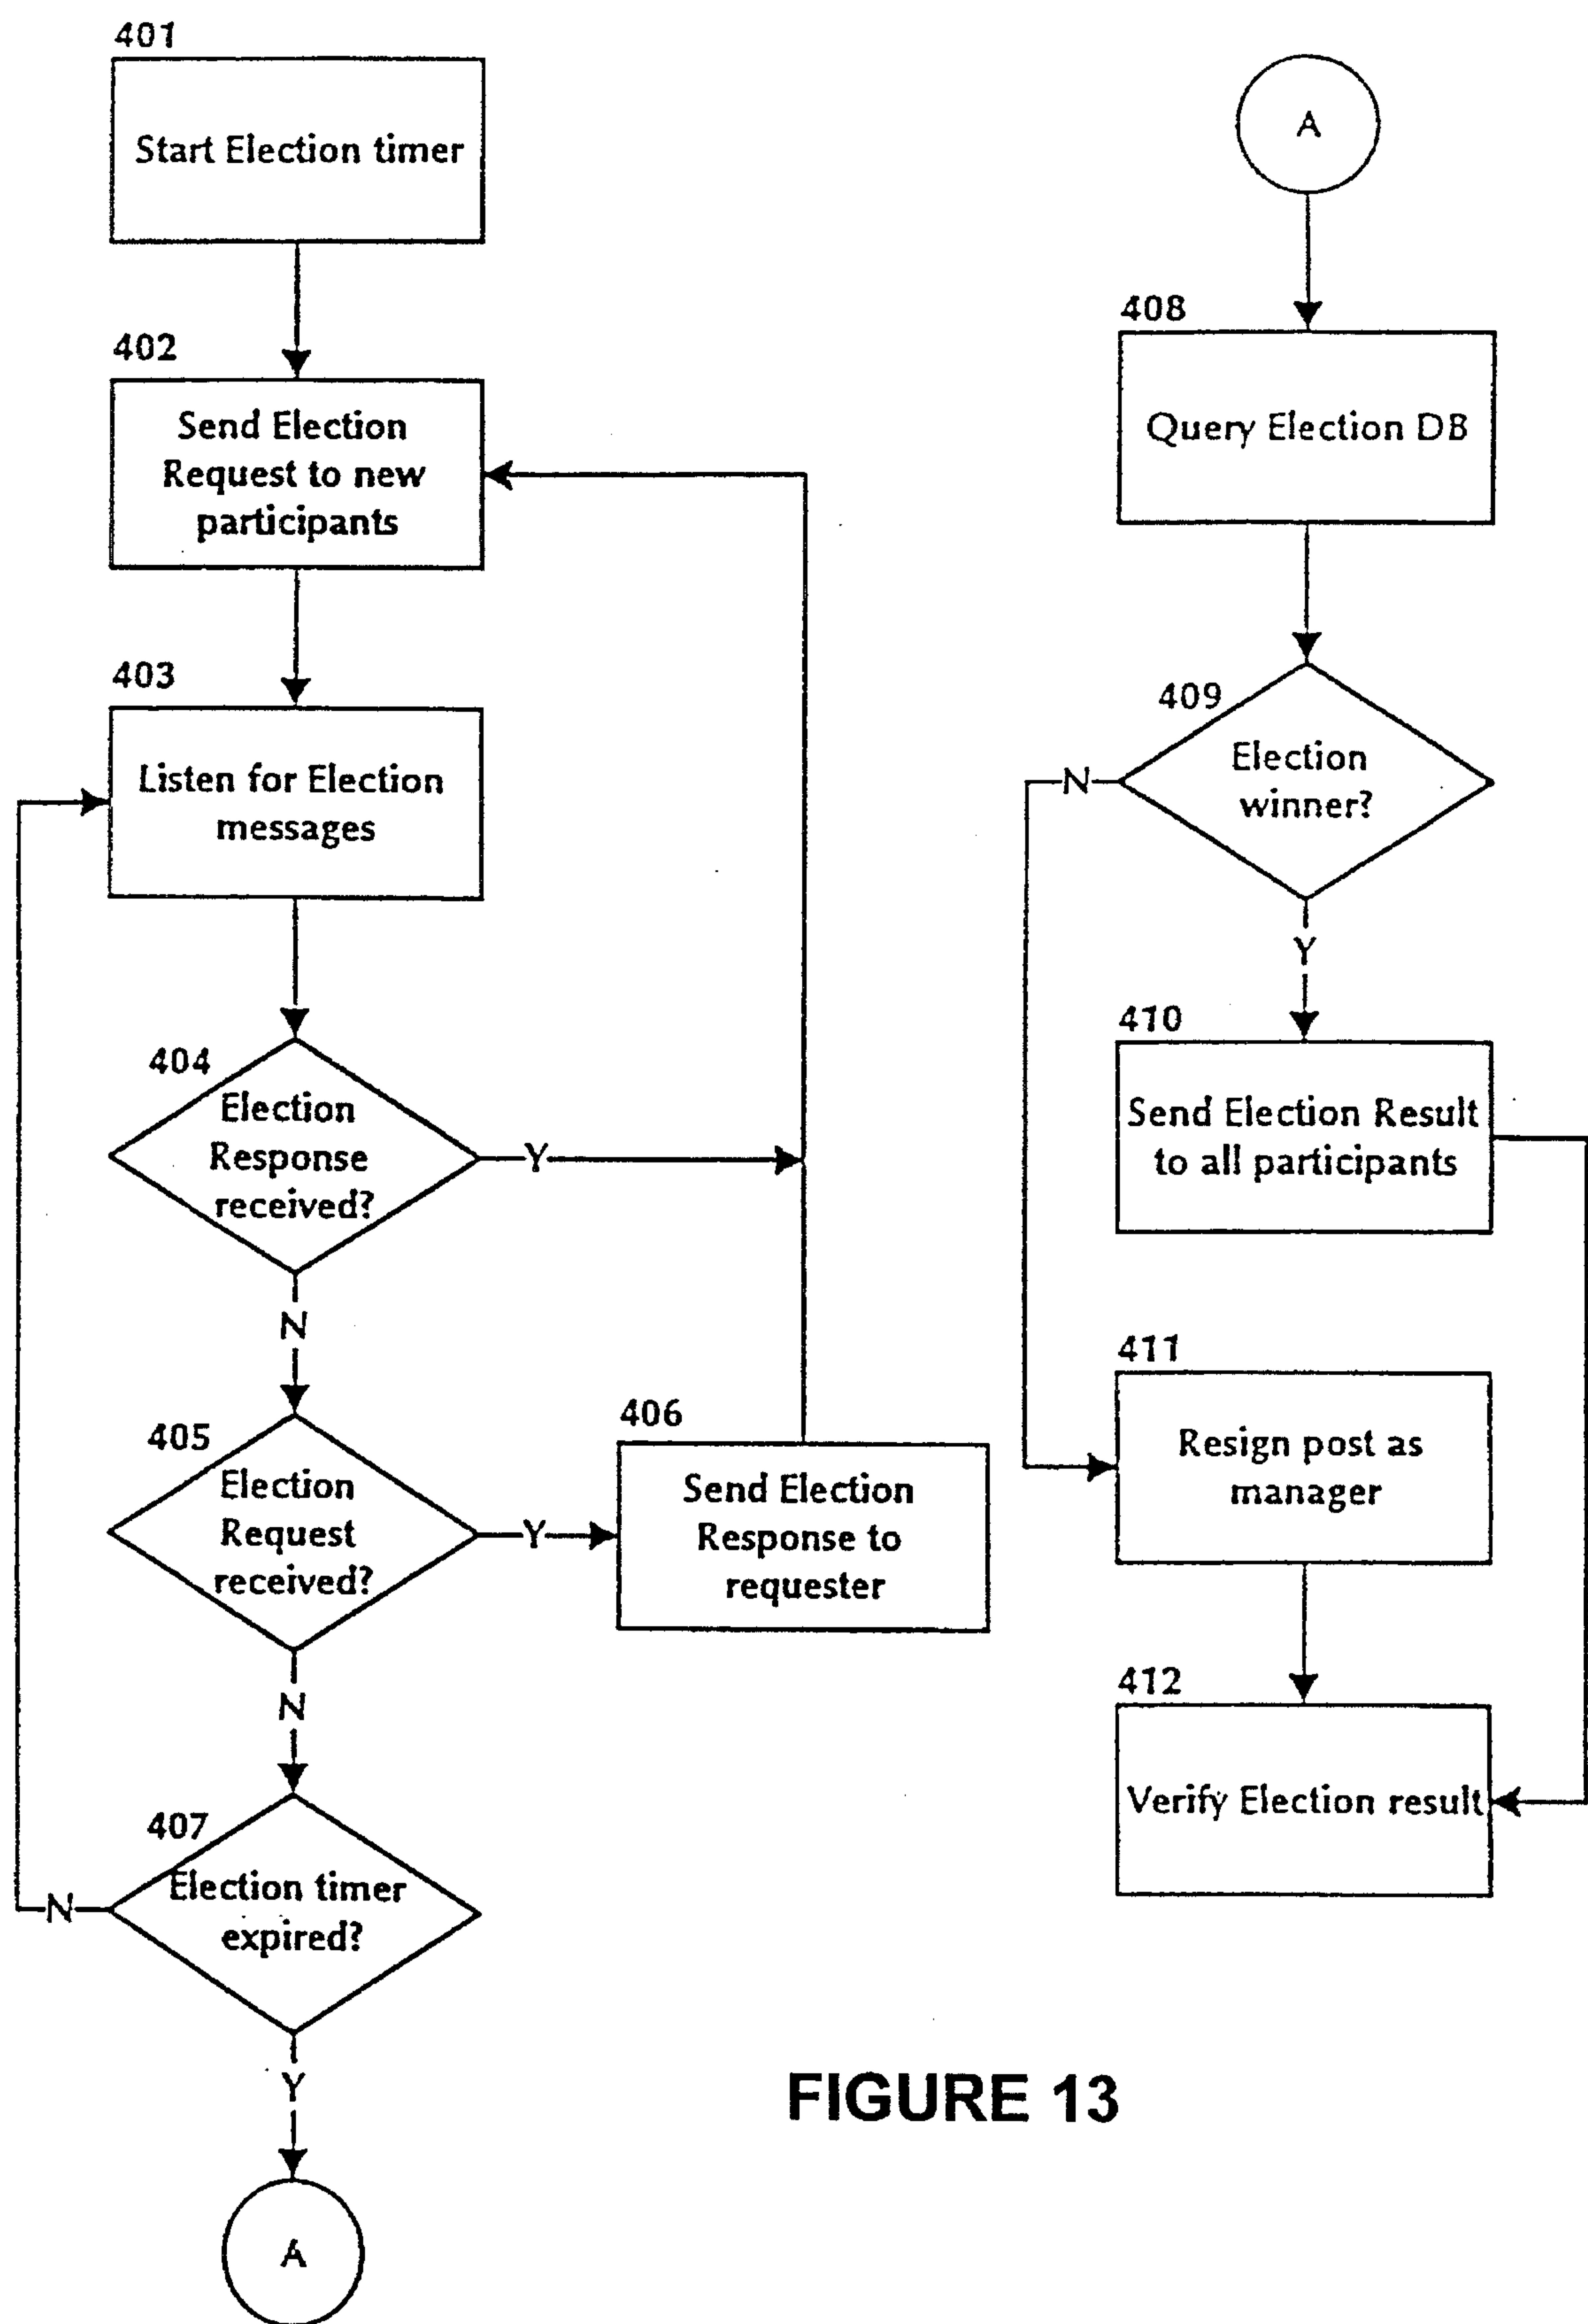 401
Start Election timer
402
Send Election
Request to new
participants
403
Listen for Election
messages
404
Election
Response
received?
Y
N
405
Election
Request
received?
Y
406
Send Election
Response to
requester
N
407
Election timer
expired?
N
Y
A
A
408
Query Election DB
409
Election
winner?
N
Y
410
Send Election Result
to all participants
411
Resign post as
manager
412
Verify Election result
FIGURE 13